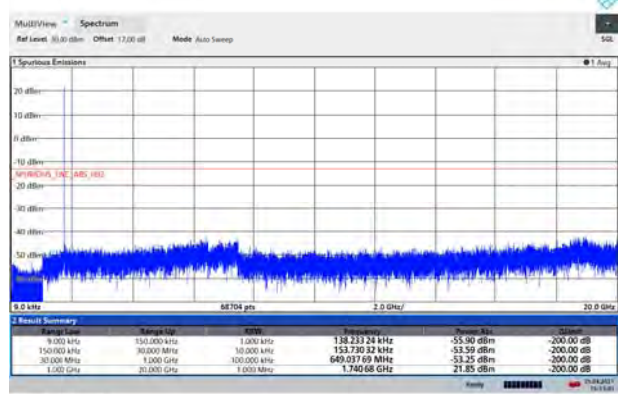 MultiView Spectrum
Ref Level 30.00 dBm Offset 17.00 dB Mode Auto Sweep
SGL
1 Spurious Emissions 1 Avg
20 dBm
10 dBm
0 dBm
-10 dBm
-20 dBm
-30 dBm
-40 dBm
-50 dBm
9.0 kHz 68704 pts 2.0 GHz/ 20.0 GHz
2 Result Summary
Range Low Range Up RBW Frequency Power Abs ΔLimit
9.000 kHz 150.000 kHz 1.000 kHz 138.233 24 kHz -55.90 dBm -200.00 dB
150.000 kHz 30.000 MHz 10.000 kHz 153.730 32 kHz -53.59 dBm -200.00 dB
30.000 MHz 1.000 GHz 100.000 kHz 649.037 69 MHz -53.25 dBm -200.00 dB
1.000 GHz 20.000 GHz 1.000 MHz 1.740 68 GHz 21.85 dBm -200.00 dB
Ready